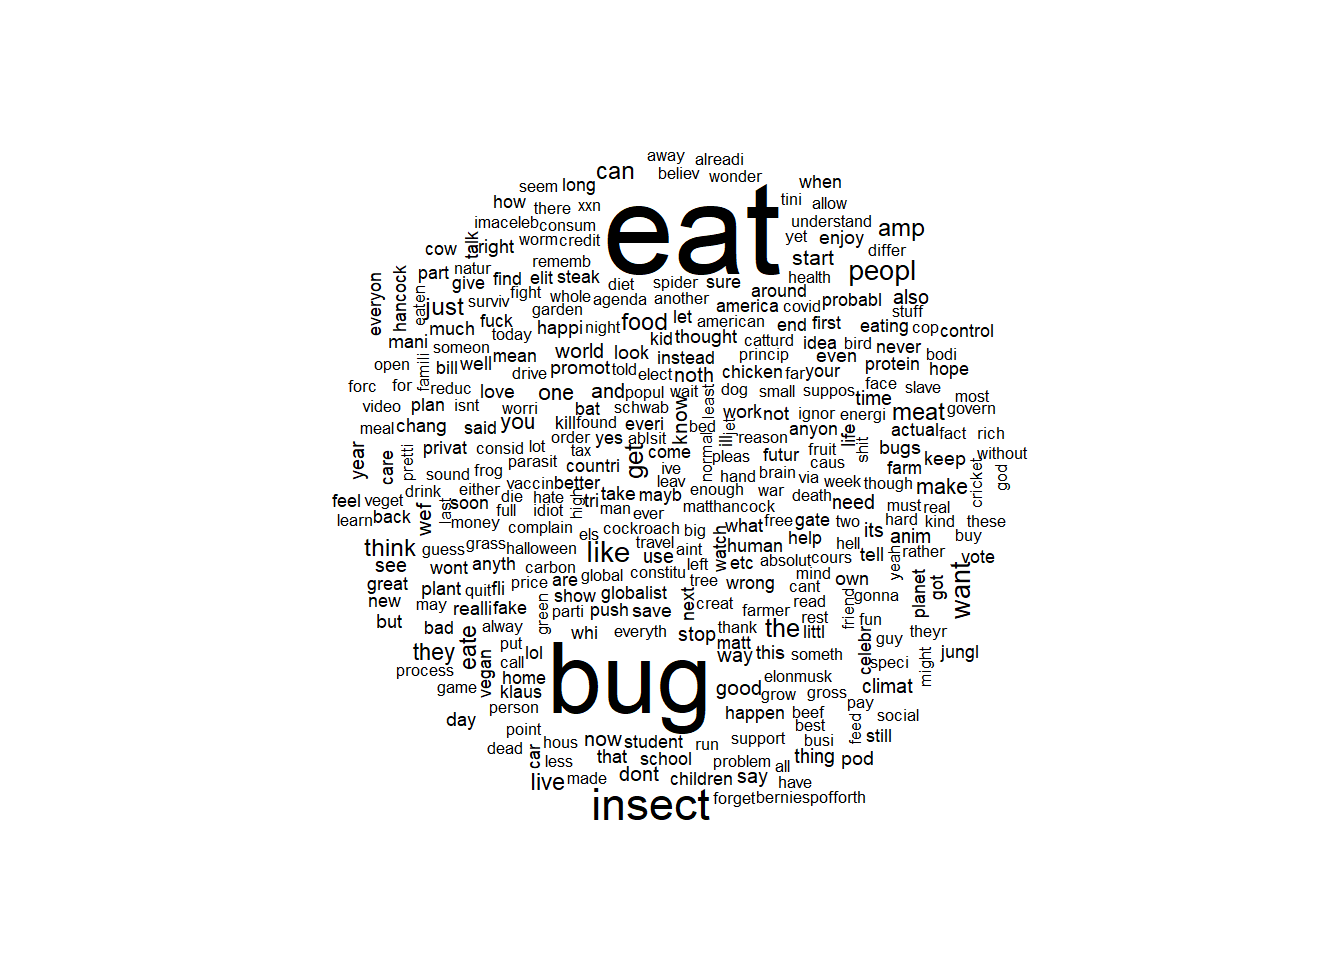 away alreadi
can believ wonder
seem long when
how there xxn eat tini allow
imaceleb consum understand amp
cow talk right worm credit yet enjoy
rememb start differ
part natur give find elit steak health peopl
everyon hancock eaten diet spider sure around
just surviv fight whole agenda another america covid probabl also
garden stuff
much fuck happi night food let american end first eating cop control
mani today kid thought catturd idea bird never
someon mean world look instead princip even bodi
open famili bill well drive promot told elect noth chicken far your protein hope
forc for reduc love one and popul wait dog small suppos face slave
video plan isnt worri bat schwab know least work not ignor energi time meat govern most
meal chang said you kill found everi bed anyon life actual fact rich
year care pretti privat consid lot order yes ablsit get come normal illi jet reason futur fruit shit bugs keep without
sound frog parasit tax countri ive pleas hand brain caus farm cricket god
feel veget drink either vaccin better leav enough war via week though make
last soon die hate high tri take mayb death need must real
learn back wef full idiot man ever matthancock hard kind these
money complain cockroach big what free gate two its
think guess grass halloween els like travel aint watch human help hell anim buy
see wont anyth use left etc absolut cours tell yeah rather vote
great plant quit fli carbon are global constitu tree wrong mind own planet got want
new may realli fake price show globalist next creat cant gonna
but green parti push save farmer read friend
bad alway whi everyth stop thank the rest littl fun
they eate put lol matt guy theyr
process vegan call bug way this someth celebr speci might jungl
game home klaus good elonmusk climat
person grow gross
day happen beef pay feed social
point now student best still
dead car hous run support busi
less that school problem all thing pod
live made dont children say have
insect forget berniespofforth